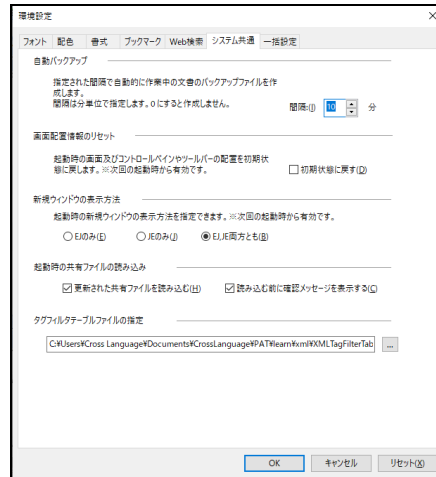 環境設定
フォント 配色 書式 ブックマーク Web検索 システム共通 一括設定
自動バックアップ
指定された間隔で自動的に作業中の文書のバックアップファイルを作
成します。
間隔は分単位で指定します。0にすると作成しません。
間隔:(I) 10 分
画面配置情報のリセット
起動時の画面及びコントロールペインやツールバーの配置を初期状
態に戻します。※次回の起動時から有効です。
初期状態に戻す(D)
新規ウィンドウの表示方法
起動時の新規ウィンドウの表示方法を指定できます。※次回の起動時から有効です。
EJのみ(E) JEのみ(J) EJ,JE両方とも(B)
起動時の共有ファイルの読み込み
更新された共有ファイルを読み込む(H) 読み込む前に確認メッセージを表示する(C)
タグフィルタテーブルファイルの指定
C:¥Users¥Cross Language¥Documents¥CrossLanguage¥PAT¥learn¥xml¥XMLTagFilterTab ...
OK キャンセル リセット(X)